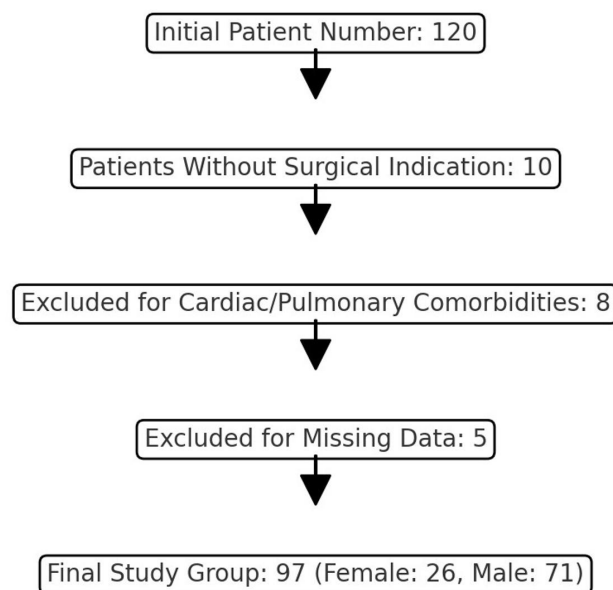 Initial Patient Number: 120
Patients Without Surgical Indication: 10
Excluded for Cardiac/Pulmonary Comorbidities: 8
Excluded for Missing Data: 5
Final Study Group: 97 (Female: 26, Male: 71)